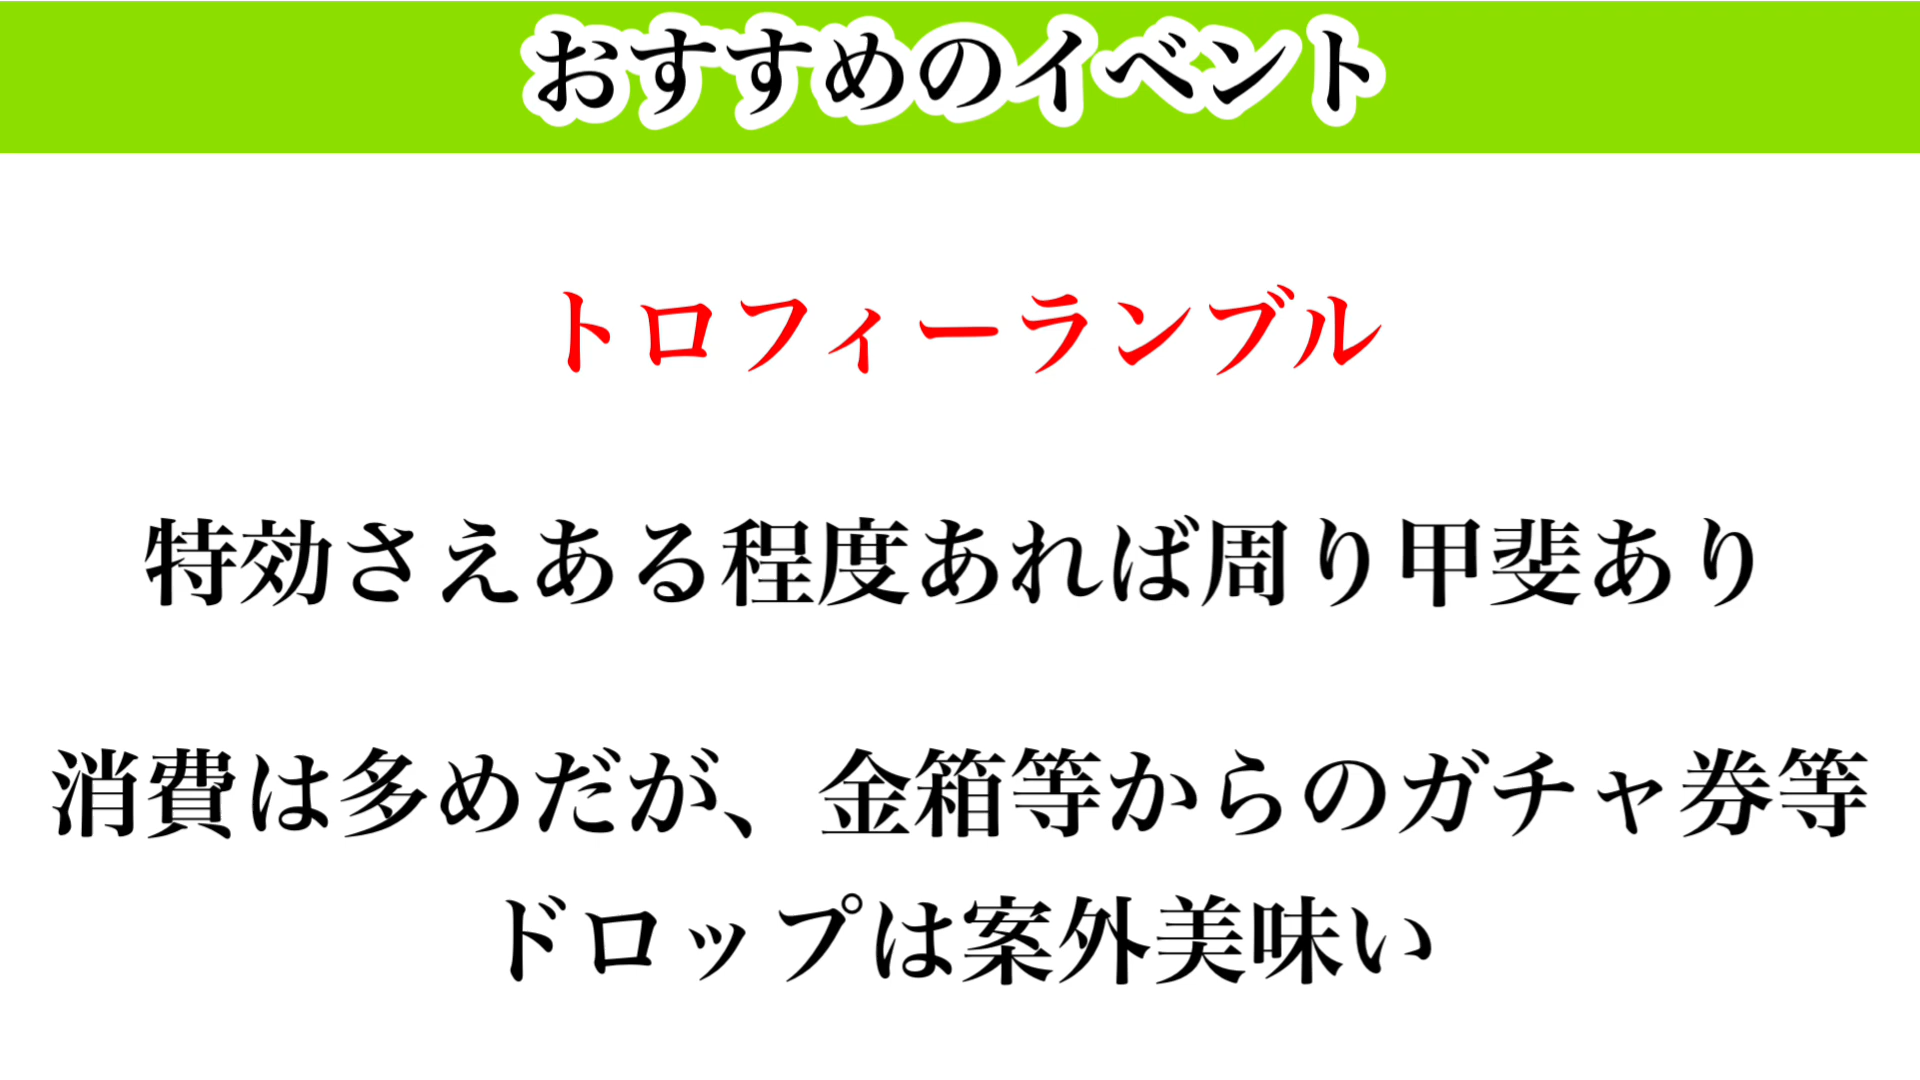 おすすめのイベント
トロフィーランブル
特効さえある程度あれば周り甲斐あり
消費は多めだが、金箱等からのガチャ券等
ドロップは案外美味い